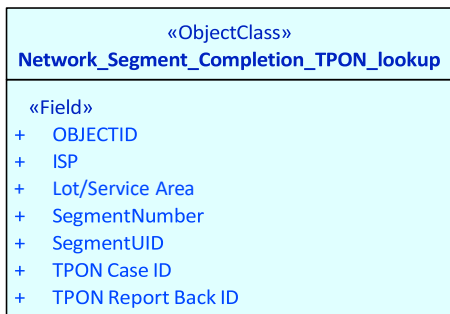 «ObjectClass»
Network_Segment_Completion_TPON_lookup
«Field»
+ OBJECTID
+ ISP
+ Lot/Service Area
+ SegmentNumber
+ SegmentUID
+ TPON Case ID
+ TPON Report Back ID